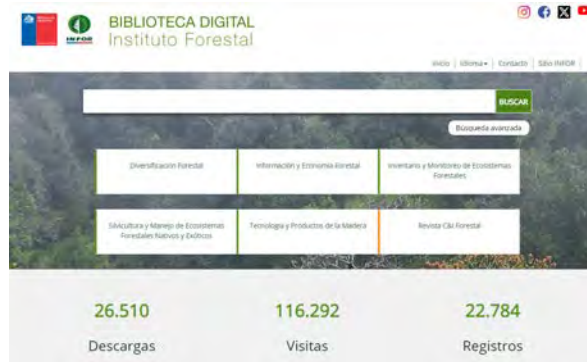 INFOR
BIBLIOTECA DIGITAL
Instituto Forestal
Inicio | Idioma | Contacto | Sitio INFOR
BUSCAR
Búsqueda avanzada
Diversificación Forestal
Información y Economía Forestal
Inventario y Monitoreo de Ecosistemas
Forestales
Silvicultura y Manejo de Ecosistemas
Forestales Nativos y Exóticos
Tecnología y Productos de la Madera
Revista C&I Forestal
26.510
116.292
22.784
Descargas
Visitas
Registros